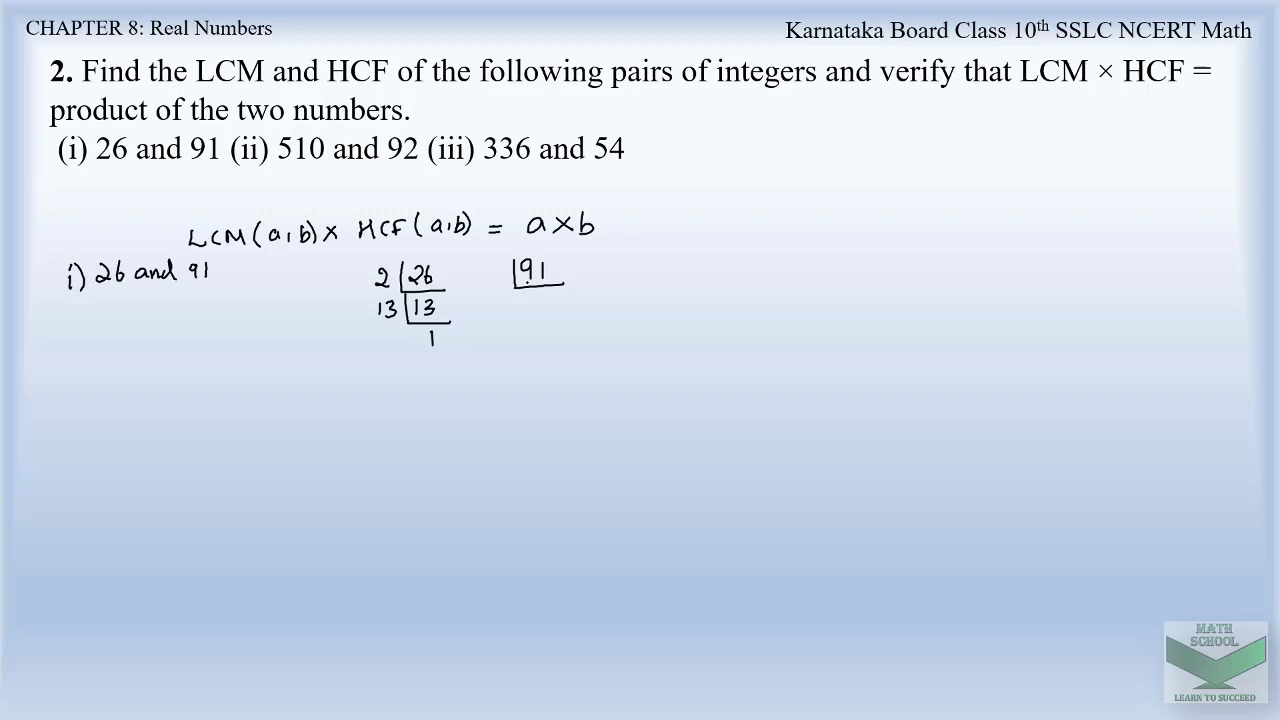 CHAPTER 8: Real Numbers
Karnataka Board Class 10th SSLC NCERT Math
2. Find the LCM and HCF of the following pairs of integers and verify that LCM × HCF =
product of the two numbers.
(i) 26 and 91 (ii) 510 and 92 (iii) 336 and 54
LCM(a,b) × HCF(a,b) = a×b
i) 26 and 91
2 26
13 13
1
91
MATH
SCHOOL
LEARN TO SUCCEED